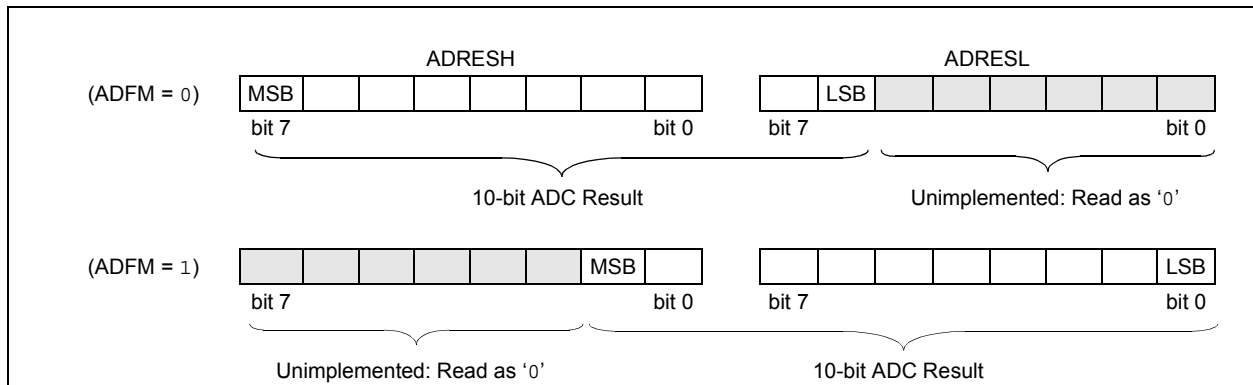 ADRESH ADRESL
(ADFM = 0) MSB LSB
bit 7 bit 0 bit 7 bit 0
10-bit ADC Result Unimplemented: Read as ‘0’
(ADFM = 1) MSB LSB
bit 7 bit 0 bit 7 bit 0
Unimplemented: Read as ‘0’ 10-bit ADC Result